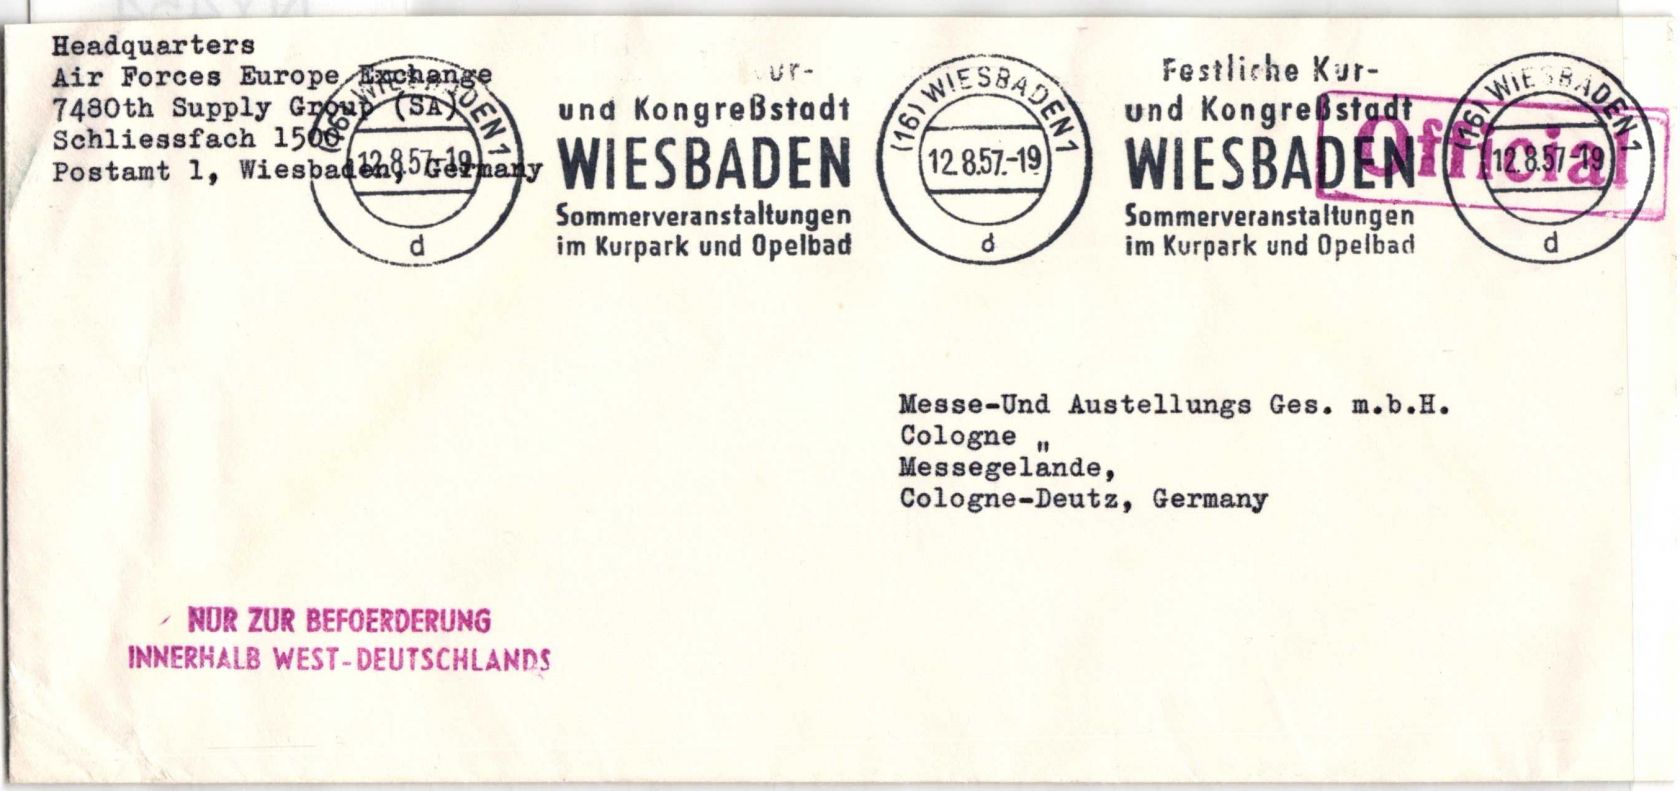 Headquarters
Air Forces Europe Exchange
7480th Supply Group (SA)
Schliessfach 1500
Postamt 1, Wiesbaden, Germany
(16) WIESBADEN 1
12.8.57.-19
d
ur-
und Kongreßstadt
WIESBADEN
Sommerveranstaltungen
im Kurpark und Opelbad
(16) WIESBADEN 1
12.8.57.-19
d
Festliche Kur-
und Kongreßstadt
WIESBADEN
Sommerveranstaltungen
im Kurpark und Opelbad
Official
(16) WIESBADEN 1
12.8.57-19
d
Messe-Und Austellungs Ges. m.b.H.
Cologne „
Messegelande,
Cologne-Deutz, Germany
NUR ZUR BEFOERDERUNG
INNERHALB WEST-DEUTSCHLANDS